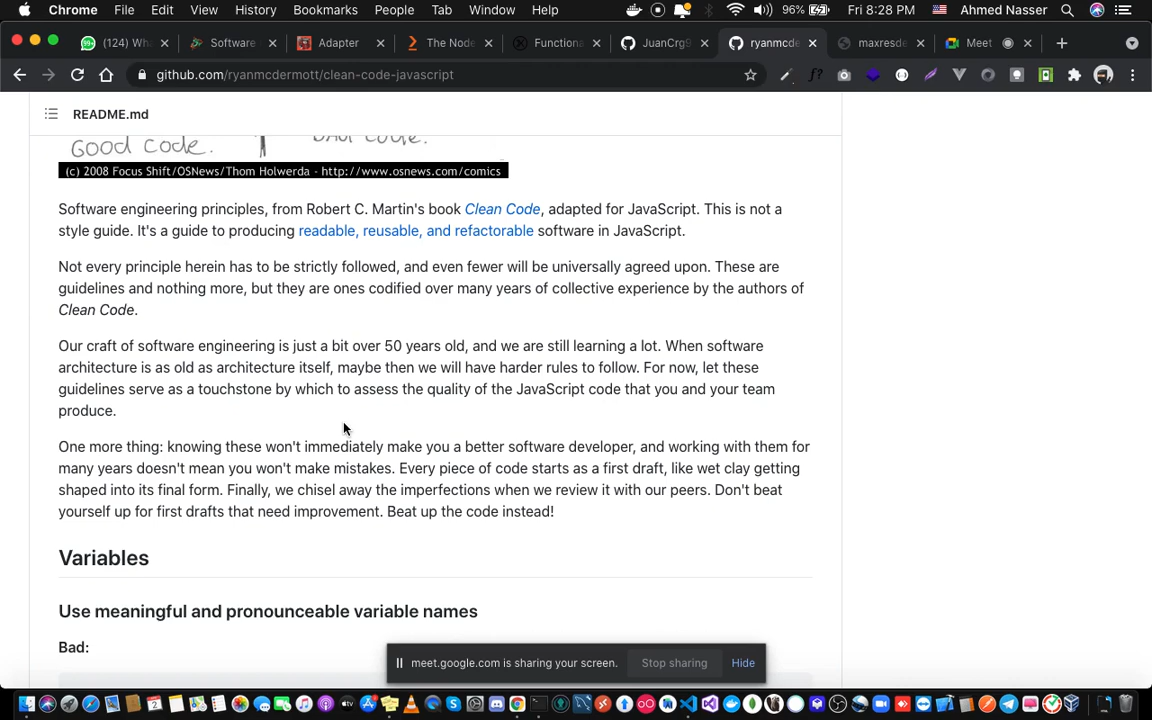 Chrome File Edit View History Bookmarks People Tab Window Help 96% Fri 8:28 PM Ahmed Nasser
(124) Wha Software Adapter The Node Functiona JuanCrg9 ryanmcde maxresde Meet
github.com/ryanmcdermott/clean-code-javascript
README.md
Good code. Bad code.
(c) 2008 Focus Shift/OSNews/Thom Holwerda - http://www.osnews.com/comics
Software engineering principles, from Robert C. Martin's book Clean Code, adapted for JavaScript. This is not a
style guide. It's a guide to producing readable, reusable, and refactorable software in JavaScript.
Not every principle herein has to be strictly followed, and even fewer will be universally agreed upon. These are
guidelines and nothing more, but they are ones codified over many years of collective experience by the authors of
Clean Code.
Our craft of software engineering is just a bit over 50 years old, and we are still learning a lot. When software
architecture is as old as architecture itself, maybe then we will have harder rules to follow. For now, let these
guidelines serve as a touchstone by which to assess the quality of the JavaScript code that you and your team
produce.
One more thing: knowing these won't immediately make you a better software developer, and working with them for
many years doesn't mean you won't make mistakes. Every piece of code starts as a first draft, like wet clay getting
shaped into its final form. Finally, we chisel away the imperfections when we review it with our peers. Don't beat
yourself up for first drafts that need improvement. Beat up the code instead!
Variables
Use meaningful and pronounceable variable names
Bad:
meet.google.com is sharing your screen. Stop sharing Hide